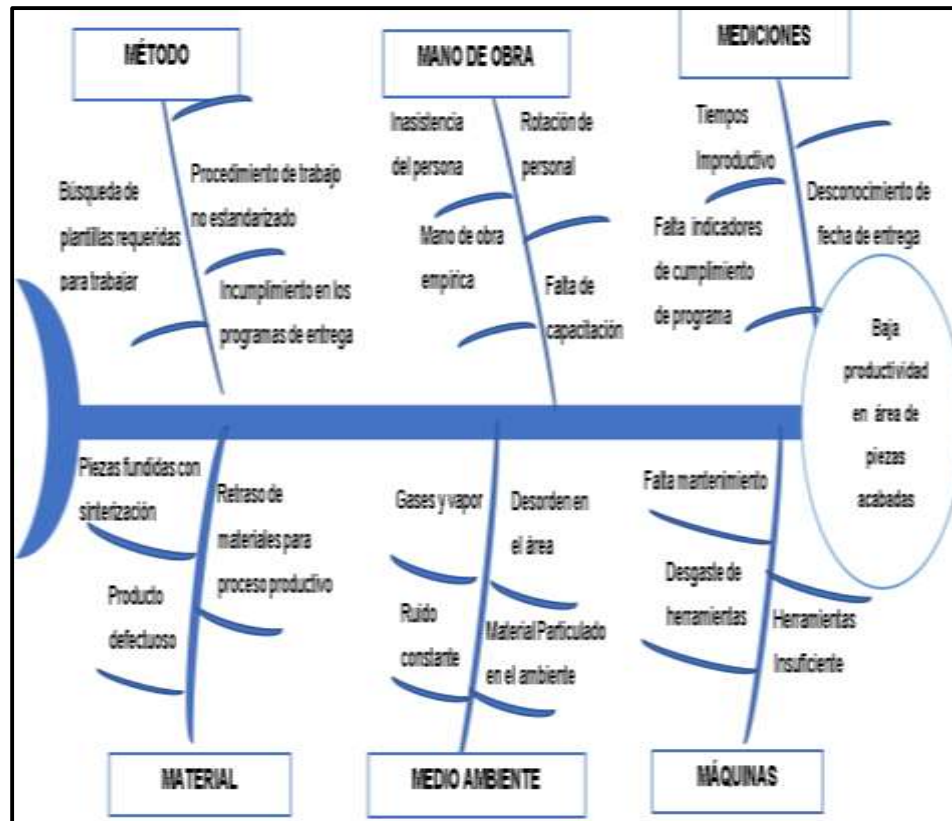 MÉTODO
MANO DE OBRA
MEDICIONES
Búsqueda de
plantillas requeridas
para trabajar
Procedimiento de trabajo
no estandarizado
Incumplimiento en los
programas de entrega
Inasistencia
del persona
Mano de obra
empírica
Rotación de
personal
Falta de
capacitación
Tiempos
Improductivo
Falta indicadores
de cumplimiento
de programa
Desconocimiento de
fecha de entrega
Baja
productividad
en área de
piezas
acabadas
Piezas fundidas con
sinterización
Producto
defectuoso
Retraso de
materiales para
proceso productivo
Gases y vapor
Ruido
constante
Desorden en
el área
Material Particulado
en el ambiente
Falta mantenimiento
Desgaste de
herramientas
Herramientas
Insuficiente
MATERIAL
MEDIO AMBIENTE
MÁQUINAS